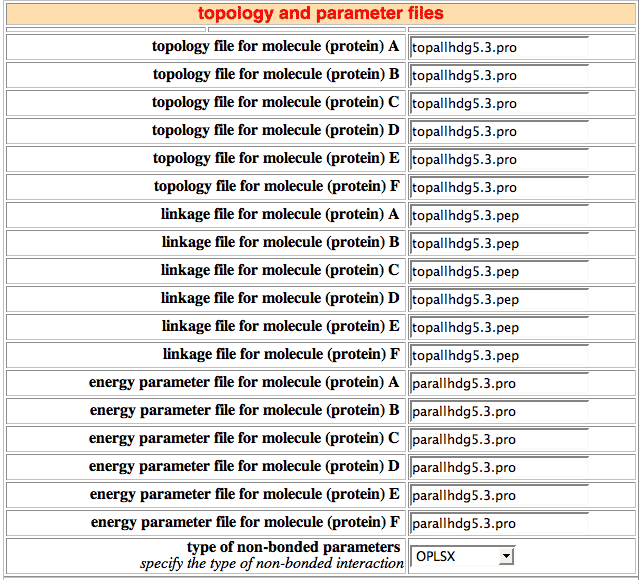 topology and parameter files
topology file for molecule (protein) A topallhdg5.3.pro
topology file for molecule (protein) B topallhdg5.3.pro
topology file for molecule (protein) C topallhdg5.3.pro
topology file for molecule (protein) D topallhdg5.3.pro
topology file for molecule (protein) E topallhdg5.3.pro
topology file for molecule (protein) F topallhdg5.3.pro
linkage file for molecule (protein) A topallhdg5.3.pep
linkage file for molecule (protein) B topallhdg5.3.pep
linkage file for molecule (protein) C topallhdg5.3.pep
linkage file for molecule (protein) D topallhdg5.3.pep
linkage file for molecule (protein) E topallhdg5.3.pep
linkage file for molecule (protein) F topallhdg5.3.pep
energy parameter file for molecule (protein) A parallhdg5.3.pro
energy parameter file for molecule (protein) B parallhdg5.3.pro
energy parameter file for molecule (protein) C parallhdg5.3.pro
energy parameter file for molecule (protein) D parallhdg5.3.pro
energy parameter file for molecule (protein) E parallhdg5.3.pro
energy parameter file for molecule (protein) F parallhdg5.3.pro
type of non-bonded parameters
specify the type of non-bonded interaction OPLSX